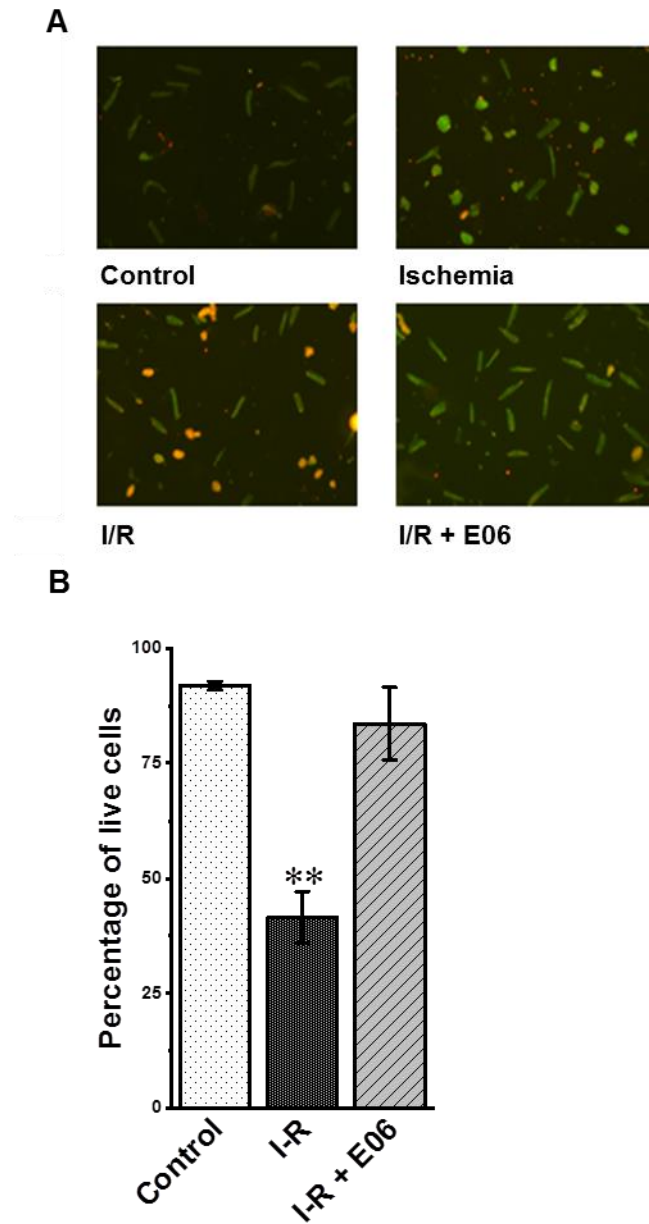 A
Control
Ischemia
I/R
I/R + E06
B
Percentage of live cells
100
75
50
25
0
**
Control
I-R
I-R + E06